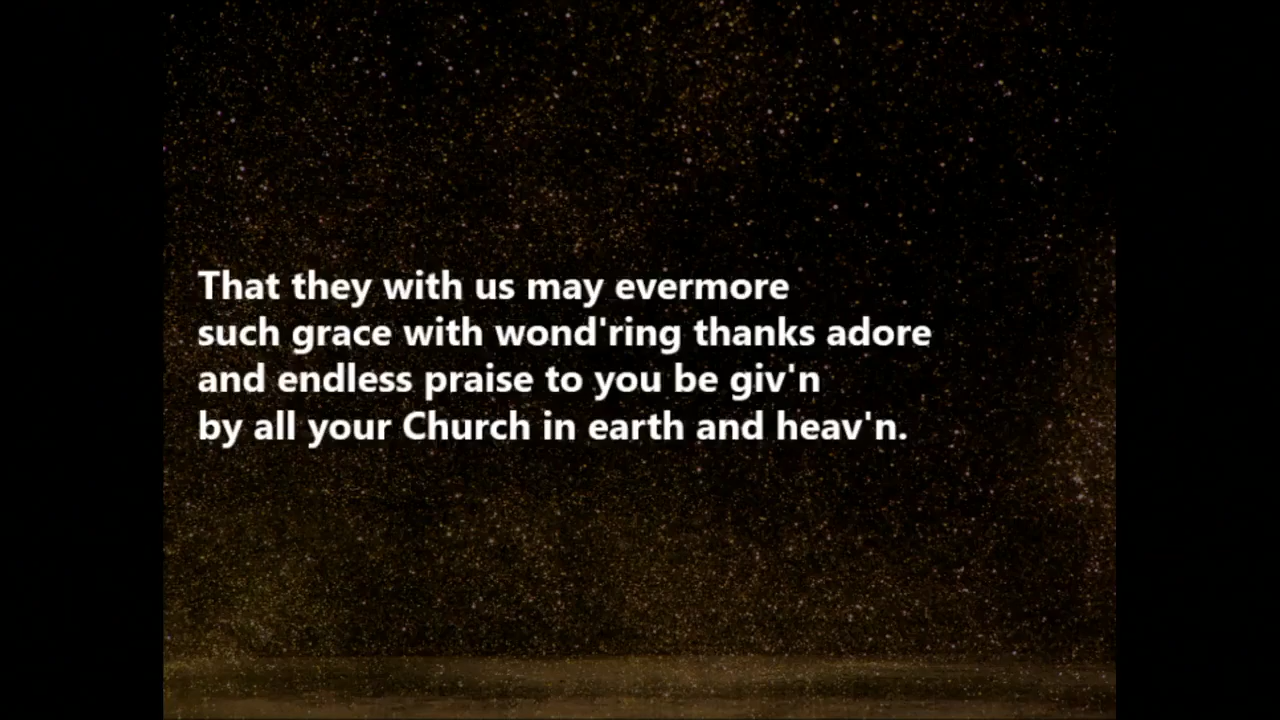 That they with us may evermore
such grace with wond'ring thanks adore
and endless praise to you be giv'n
by all your Church in earth and heav'n.